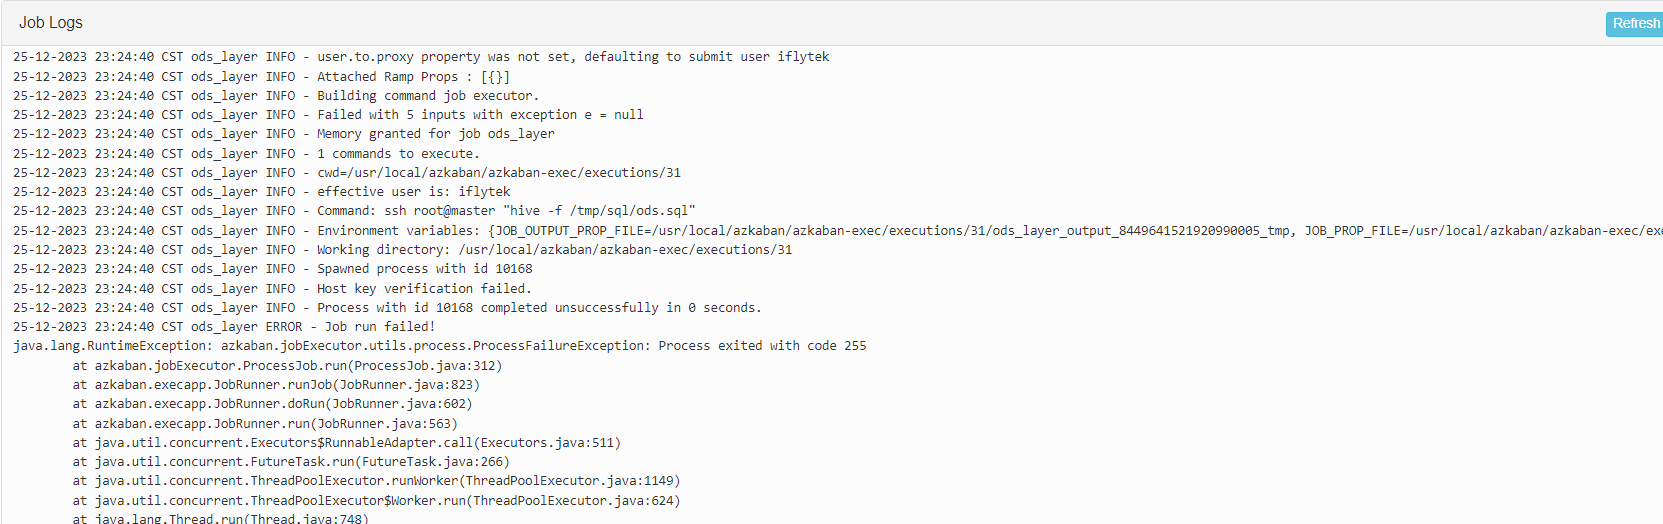 Job Logs
Refresh
25-12-2023 23:24:40 CST ods_layer INFO - user.to.proxy property was not set, defaulting to submit user iflytek
25-12-2023 23:24:40 CST ods_layer INFO - Attached Ramp Props : [{}]
25-12-2023 23:24:40 CST ods_layer INFO - Building command job executor.
25-12-2023 23:24:40 CST ods_layer INFO - Failed with 5 inputs with exception e = null
25-12-2023 23:24:40 CST ods_layer INFO - Memory granted for job ods_layer
25-12-2023 23:24:40 CST ods_layer INFO - 1 commands to execute.
25-12-2023 23:24:40 CST ods_layer INFO - cwd=/usr/local/azkaban/azkaban-exec/executions/31
25-12-2023 23:24:40 CST ods_layer INFO - effective user is: iflytek
25-12-2023 23:24:40 CST ods_layer INFO - Command: ssh root@master "hive -f /tmp/sql/ods.sql"
25-12-2023 23:24:40 CST ods_layer INFO - Environment variables: {JOB_OUTPUT_PROP_FILE=/usr/local/azkaban/azkaban-exec/executions/31/ods_layer_output_8449641521920990005_tmp, JOB_PROP_FILE=/usr/local/azkaban/azkaban-exec/exe
25-12-2023 23:24:40 CST ods_layer INFO - Working directory: /usr/local/azkaban/azkaban-exec/executions/31
25-12-2023 23:24:40 CST ods_layer INFO - Spawned process with id 10168
25-12-2023 23:24:40 CST ods_layer INFO - Host key verification failed.
25-12-2023 23:24:40 CST ods_layer INFO - Process with id 10168 completed unsuccessfully in 0 seconds.
25-12-2023 23:24:40 CST ods_layer ERROR - Job run failed!
java.lang.RuntimeException: azkaban.jobExecutor.utils.process.ProcessFailureException: Process exited with code 255
at azkaban.jobExecutor.ProcessJob.run(ProcessJob.java:312)
at azkaban.execapp.JobRunner.runJob(JobRunner.java:823)
at azkaban.execapp.JobRunner.doRun(JobRunner.java:602)
at azkaban.execapp.JobRunner.run(JobRunner.java:563)
at java.util.concurrent.Executors$RunnableAdapter.call(Executors.java:511)
at java.util.concurrent.FutureTask.run(FutureTask.java:266)
at java.util.concurrent.ThreadPoolExecutor.runWorker(ThreadPoolExecutor.java:1149)
at java.util.concurrent.ThreadPoolExecutor$Worker.run(ThreadPoolExecutor.java:624)
at java.lang.Thread.run(Thread.java:748)